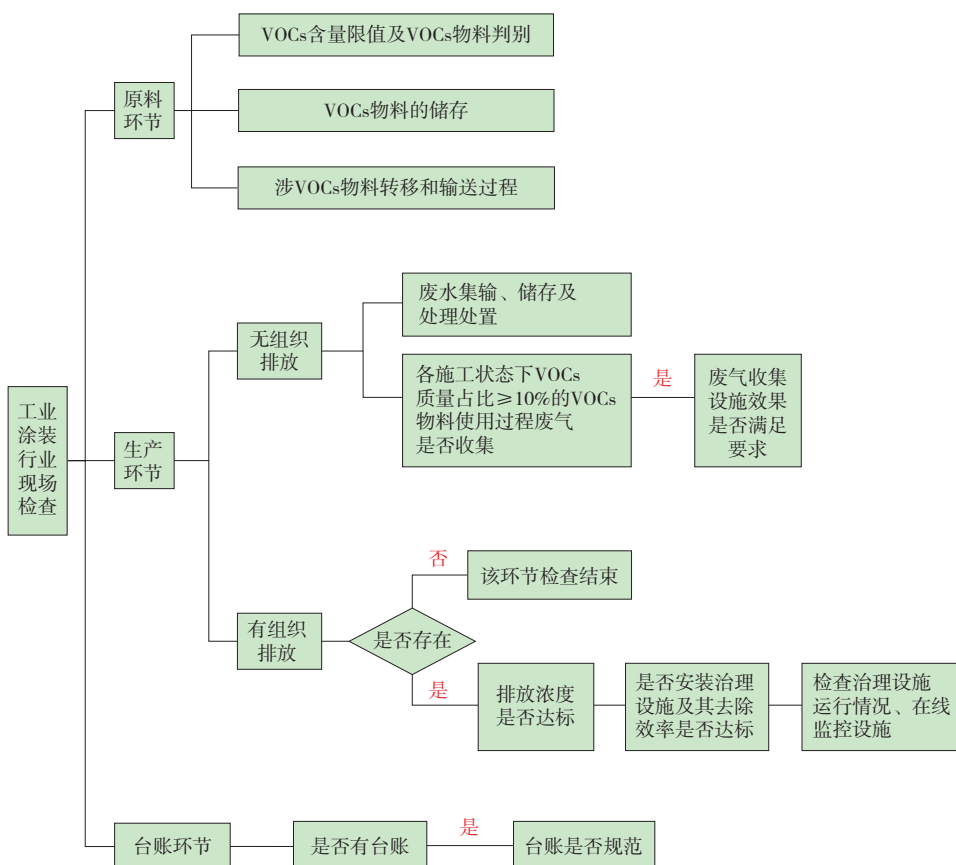 VOCs含量限值及VOCs物料判别
原料
环节
VOCs物料的储存
涉VOCs物料转移和输送过程
废水集输、储存及
处理处置
无组织
排放
各施工状态下VOCs
质量占比≥10%的VOCs
物料使用过程废气
是否收集
是
废气收集
设施效果
是否满足
要求
工业
涂装
行业
现场
检查
生产
环节
否
该环节检查结束
有组织
排放
是否存在
是
排放浓度
是否达标
是否安装治理
设施及其去除
效率是否达标
检查治理设施
运行情况、在线
监控设施
台账环节
是否有台账
是
台账是否规范